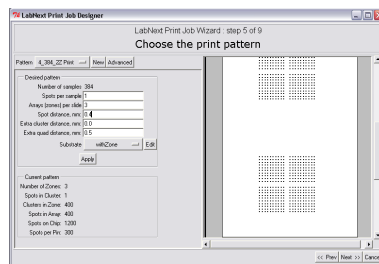 LabNext Print Job Designer
LabNext Print Job Wizard : step 5 of 9
Choose the print pattern
Pattern 4_384_2Z Print New Advanced
Desired pattern
Number of samples 384
Spots per sample 1
Arrays (zones) per slide 3
Spot distance, mm: 0.4
Extra cluster distance, mm: 0.0
Extra quad distance, mm: 0.5
Substrate withZone Edit
Apply
Current pattern
Number of Zones: 3
Spots in Cluster: 1
Clusters in Zone: 400
Spots in Array: 400
Spots on Chip: 1200
Spots per Pin: 300
<< Prev Next >> Cancel